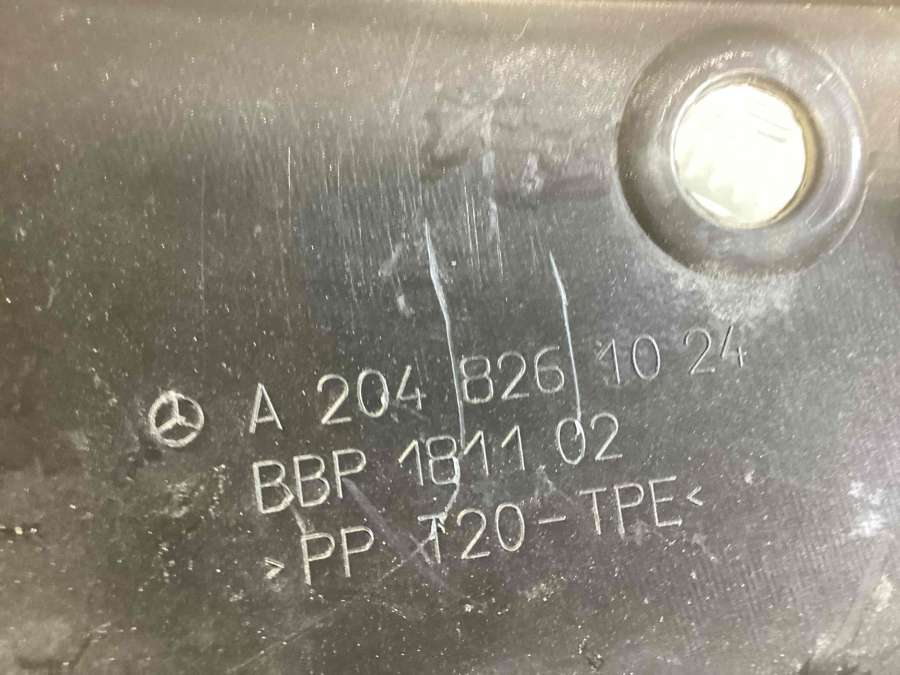 A 204 826 10 24
BBP 1811 02
>PP T20-TPE<